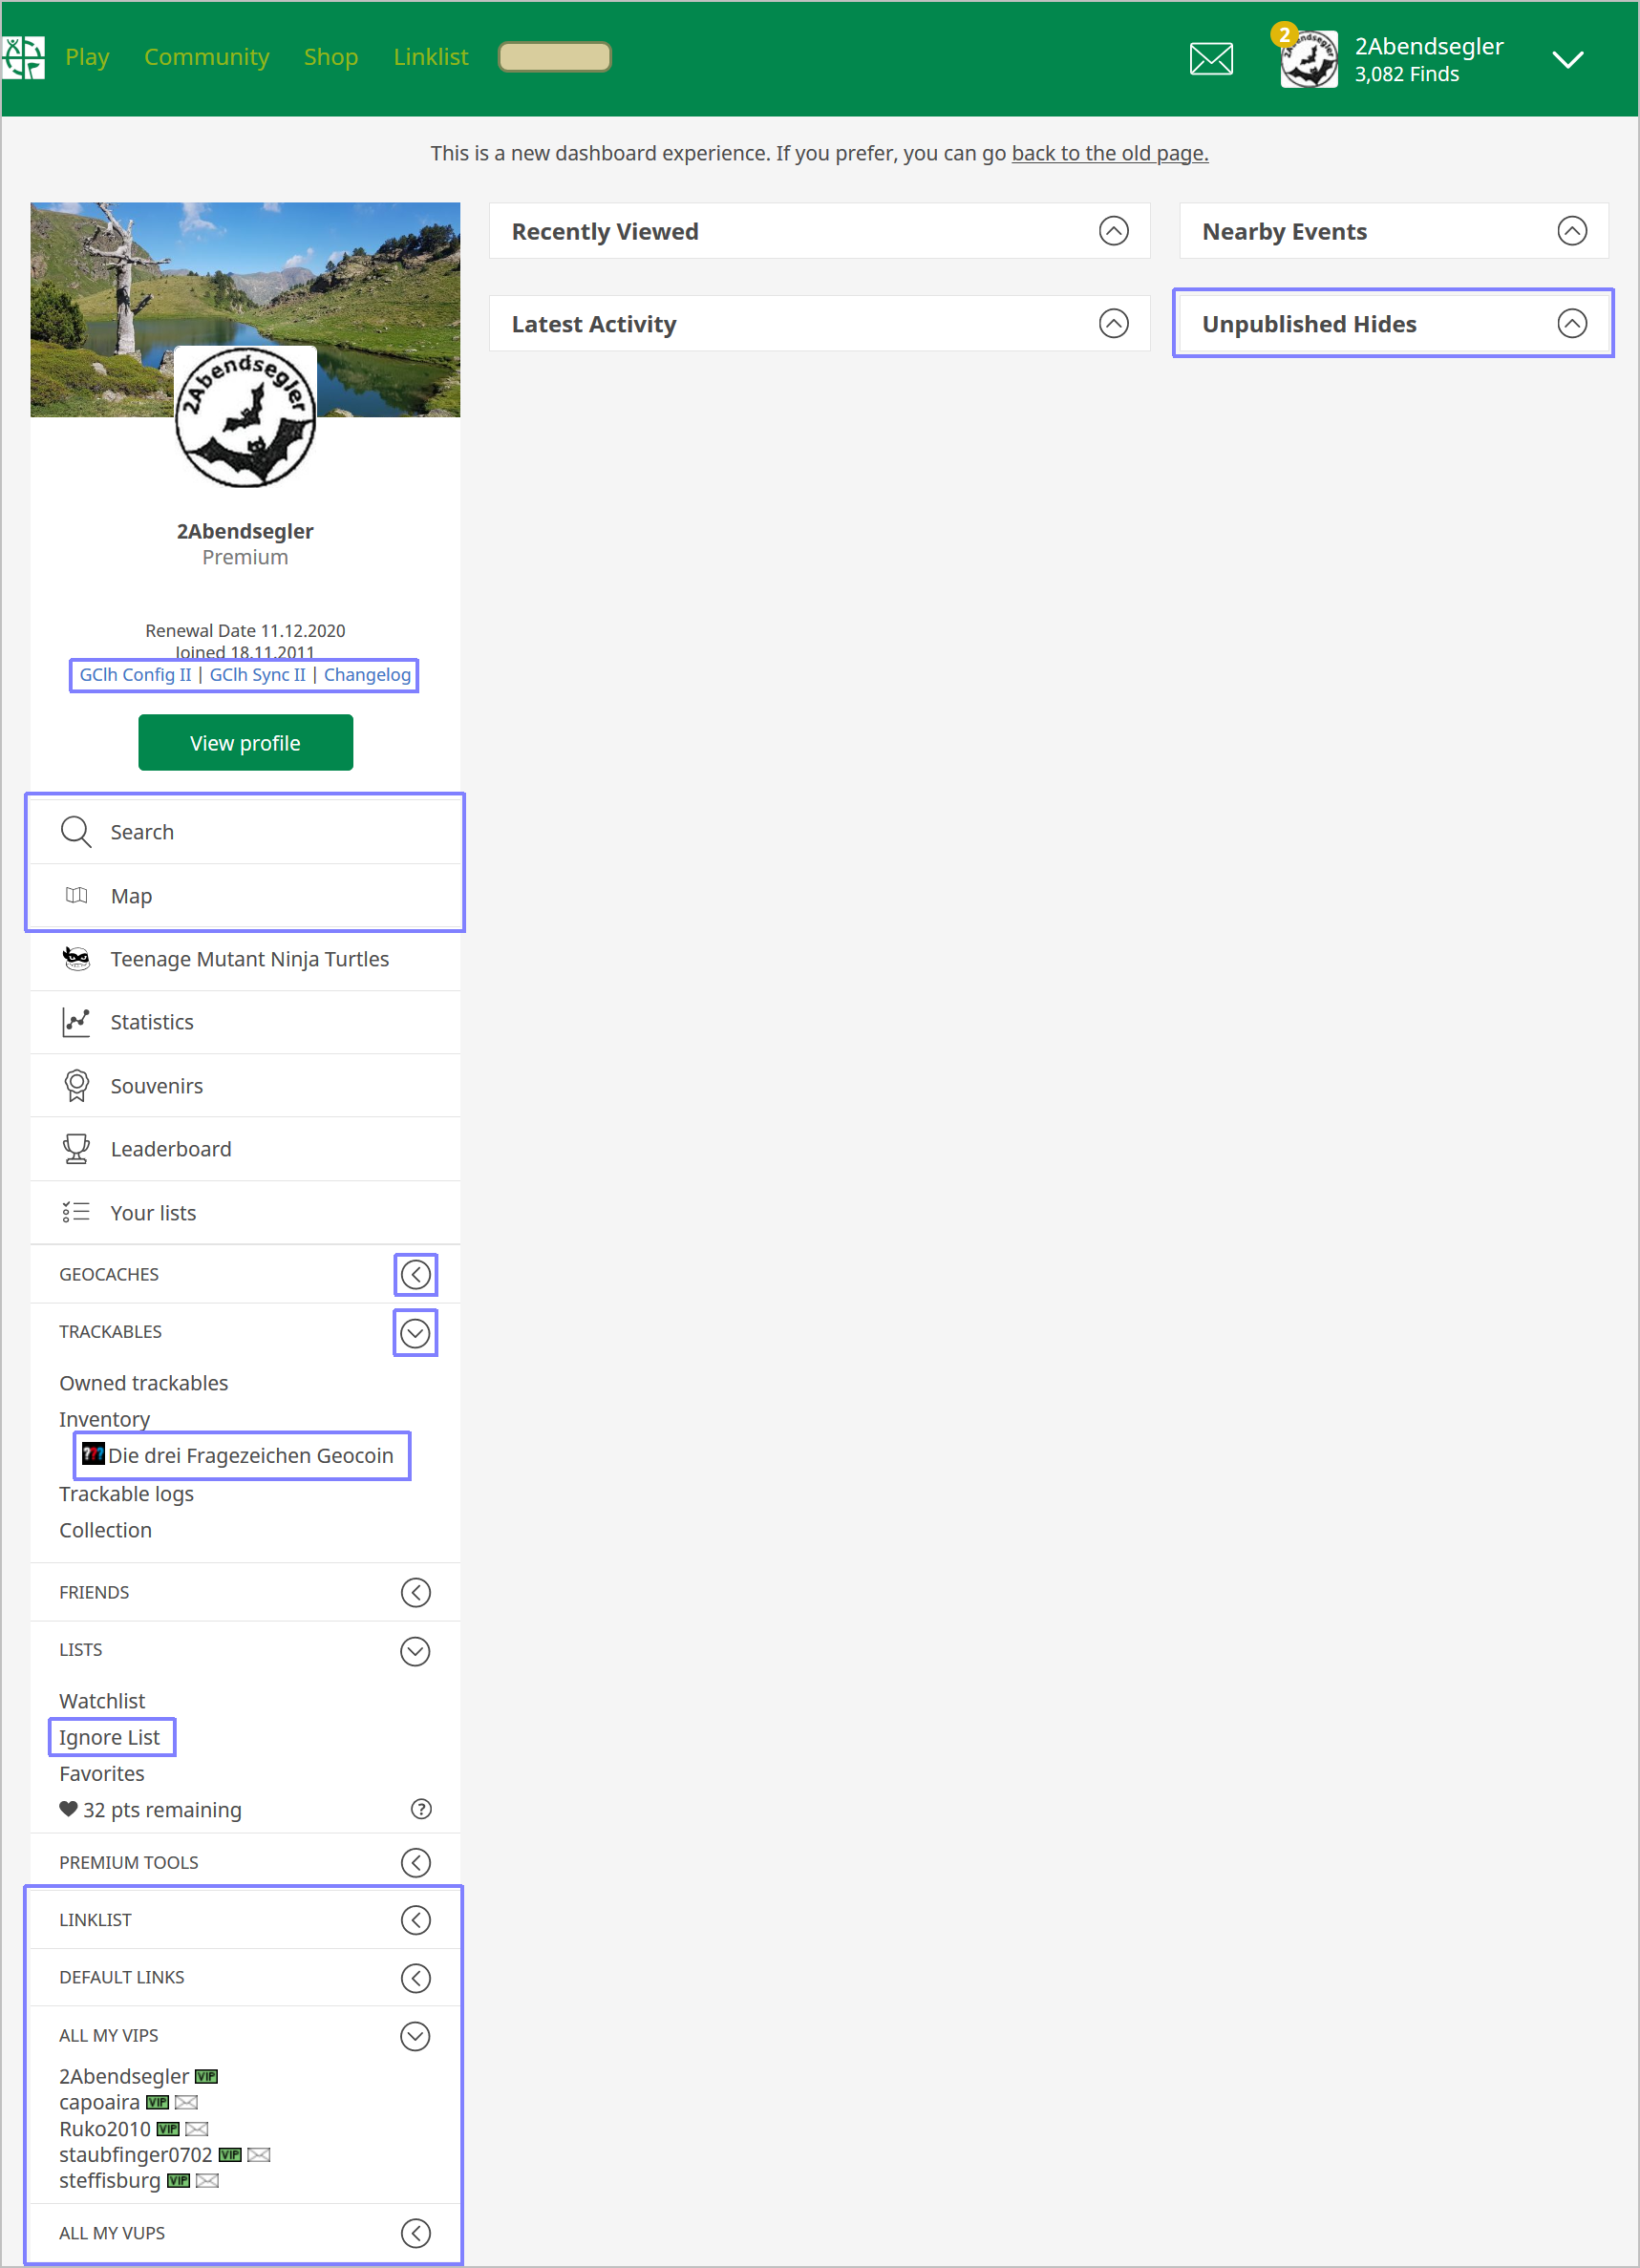 Play Community Shop Linklist
2
2Abendsegler
3,082 Finds
This is a new dashboard experience. If you prefer, you can go back to the old page.
2Abendsegler
2Abendsegler
Premium
Renewal Date 11.12.2020
Joined 18.11.2011
GClh Config II | GClh Sync II | Changelog
View profile
Search
Map
Teenage Mutant Ninja Turtles
Statistics
Souvenirs
Leaderboard
Your lists
GEOCACHES
TRACKABLES
Owned trackables
Inventory
??? Die drei Fragezeichen Geocoin
Trackable logs
Collection
FRIENDS
LISTS
Watchlist
Ignore List
Favorites
32 pts remaining ?
PREMIUM TOOLS
LINKLIST
DEFAULT LINKS
ALL MY VIPS
2Abendsegler VIP
capoaira VIP
Ruko2010 VIP
staubfinger0702 VIP
steffisburg VIP
ALL MY VUPS
Recently Viewed
Latest Activity
Nearby Events
Unpublished Hides